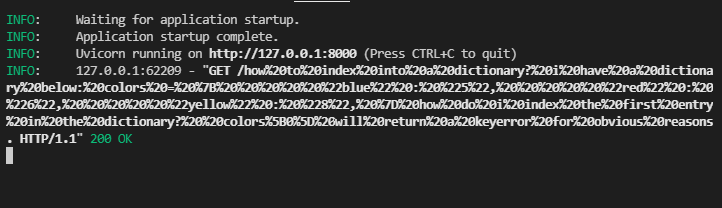 INFO:     Waiting for application startup.
INFO:     Application startup complete.
INFO:     Uvicorn running on http://127.0.0.1:8000 (Press CTRL+C to quit)
INFO:     127.0.0.1:62209 - "GET /how%20to%20index%20into%20a%20dictionary?%20i%20have%20a%20dictiona
ry%20below:%20colors%20=%20%7B%20%20%20%20%20%22blue%22%20:%20%225%22,%20%20%20%20%20%22red%22%20:%20
%226%22,%20%20%20%20%20%22yellow%22%20:%20%228%22,%20%7D%20how%20do%20i%20index%20the%20first%20entry
%20in%20the%20dictionary?%20%20colors%5B0%5D%20will%20return%20a%20keyerror%20for%20obvious%20reasons
. HTTP/1.1" 200 OK